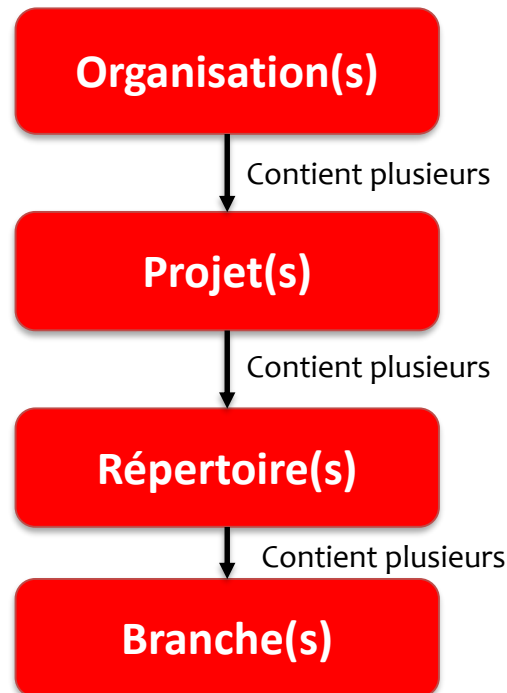 Organisation(s)
Contient plusieurs
Projet(s)
Contient plusieurs
Répertoire(s)
Contient plusieurs
Branche(s)